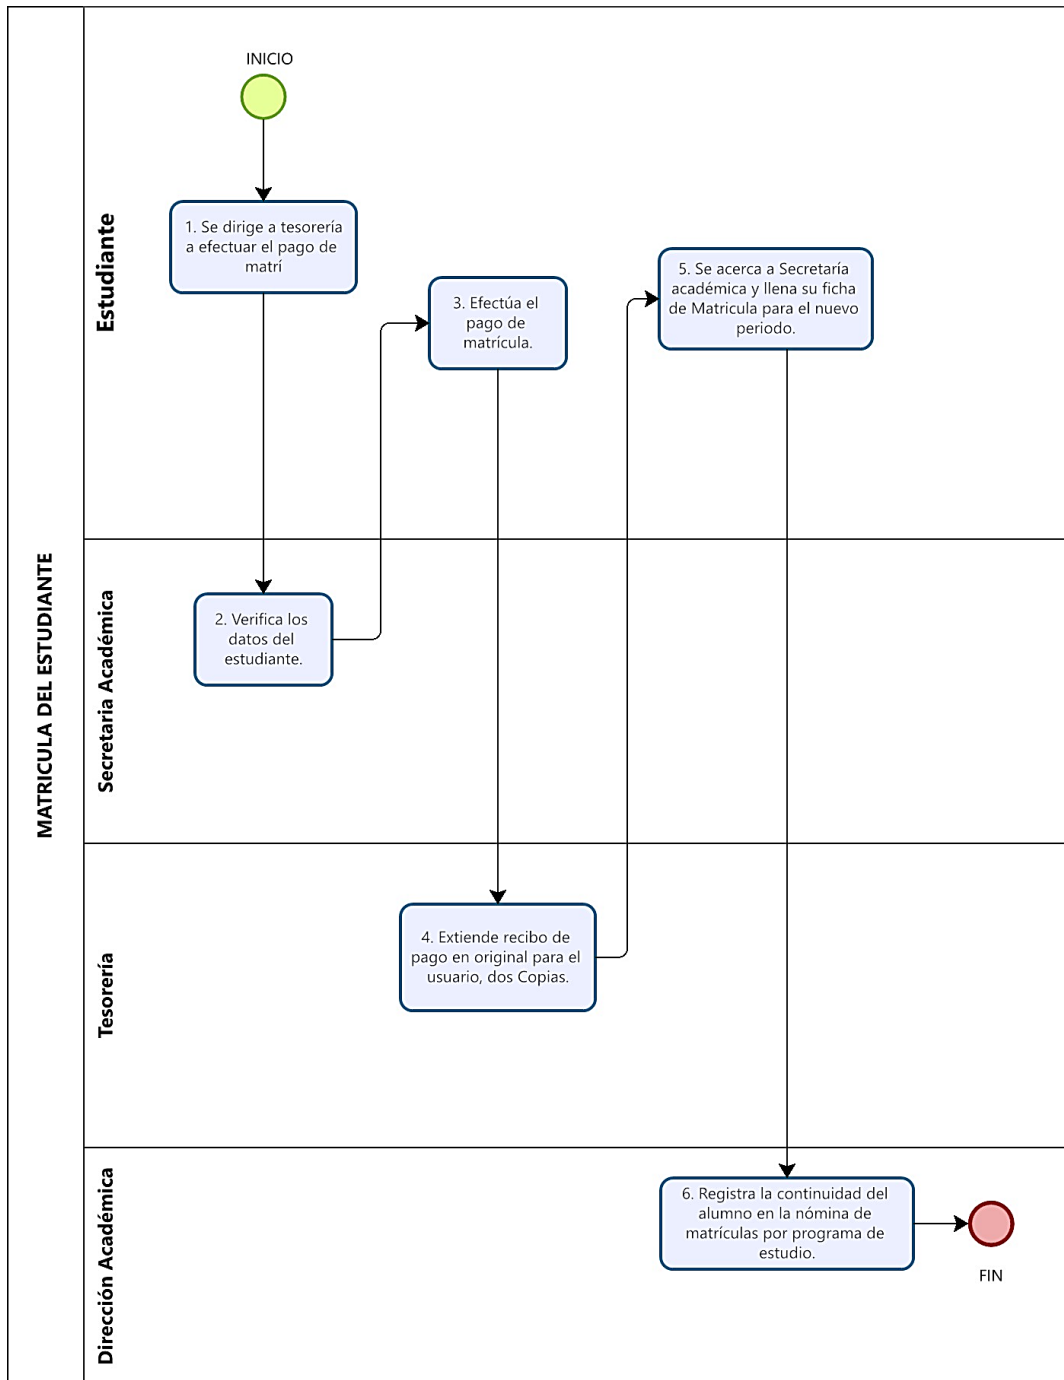 MATRICULA DEL ESTUDIANTE
Estudiante
INICIO
1. Se dirige a tesorería
a efectuar el pago de
matrí
3. Efectúa el
pago de
matrícula.
5. Se acerca a Secretaría
académica y llena su ficha
de Matricula para el nuevo
periodo.
Secretaria Académica
2. Verifica los
datos del
estudiante.
Tesorería
4. Extiende recibo de
pago en original para el
usuario, dos Copias.
Dirección Académica
6. Registra la continuidad del
alumno en la nómina de
matrículas por programa de
estudio.
FIN